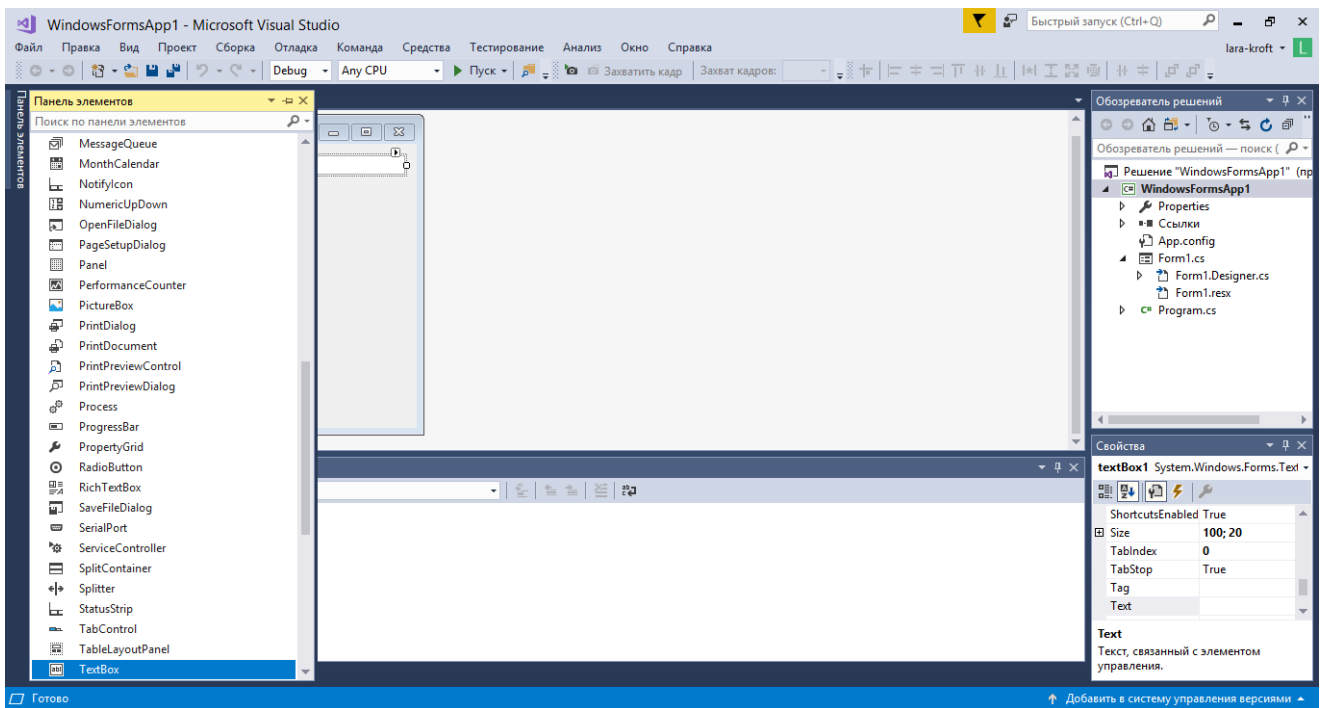 WindowsFormsApp1 - Microsoft Visual Studio
Быстрый запуск (Ctrl+Q)
Файл Правка Вид Проект Сборка Отладка Команда Средства Тестирование Анализ Окно Справка
lara-kroft L
Debug Any CPU Пуск Захватить кадр Захват кадров:
Панель элементов
Панель элементов
Поиск по панели элементов
MessageQueue
MonthCalendar
NotifyIcon
NumericUpDown
OpenFileDialog
PageSetupDialog
Panel
PerformanceCounter
PictureBox
PrintDialog
PrintDocument
PrintPreviewControl
PrintPreviewDialog
Process
ProgressBar
PropertyGrid
RadioButton
RichTextBox
SaveFileDialog
SerialPort
ServiceController
SplitContainer
Splitter
StatusStrip
TabControl
TableLayoutPanel
TextBox
Обозреватель решений
Обозреватель решений — поиск (
Решение "WindowsFormsApp1" (пр
WindowsFormsApp1
Properties
Ссылки
App.config
Form1.cs
Form1.Designer.cs
Form1.resx
Program.cs
Свойства
textBox1 System.Windows.Forms.Text
ShortcutsEnabled True
Size 100; 20
TabIndex 0
TabStop True
Tag
Text
Text
Текст, связанный с элементом
управления.
Готово
Добавить в систему управления версиями